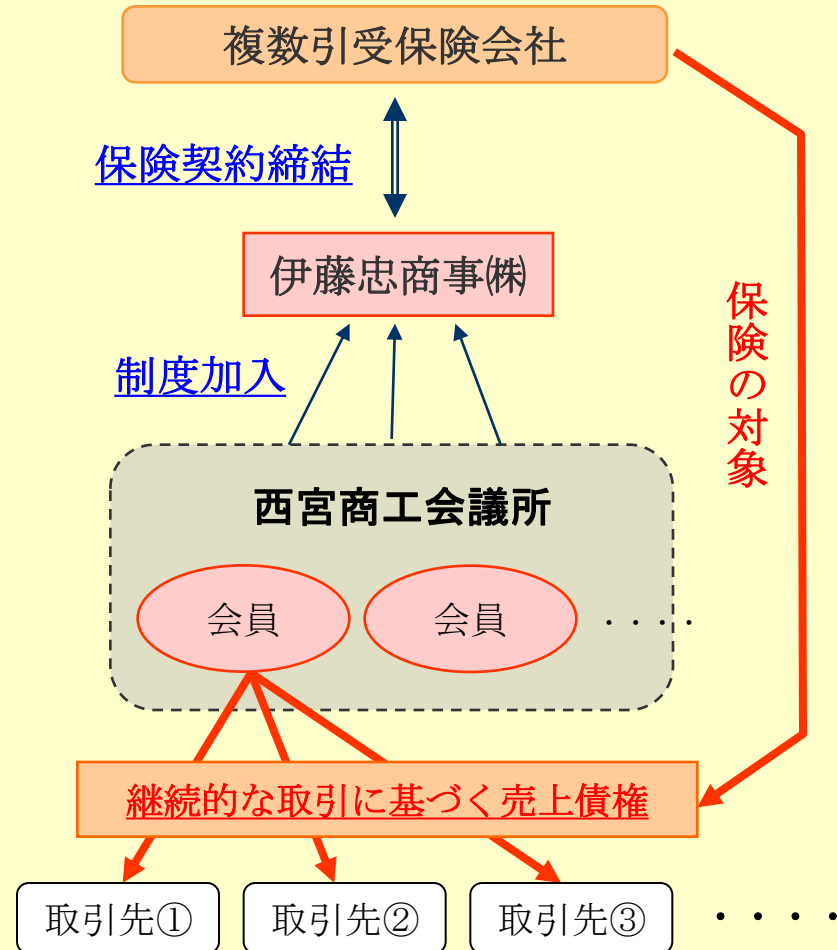 複数引受保険会社
保険契約締結
伊藤忠商事㈱
制度加入
保険の対象
西宮商工会議所
会員
会員
・・・・
継続的な取引に基づく売上債権
取引先①
取引先②
取引先③
・・・・